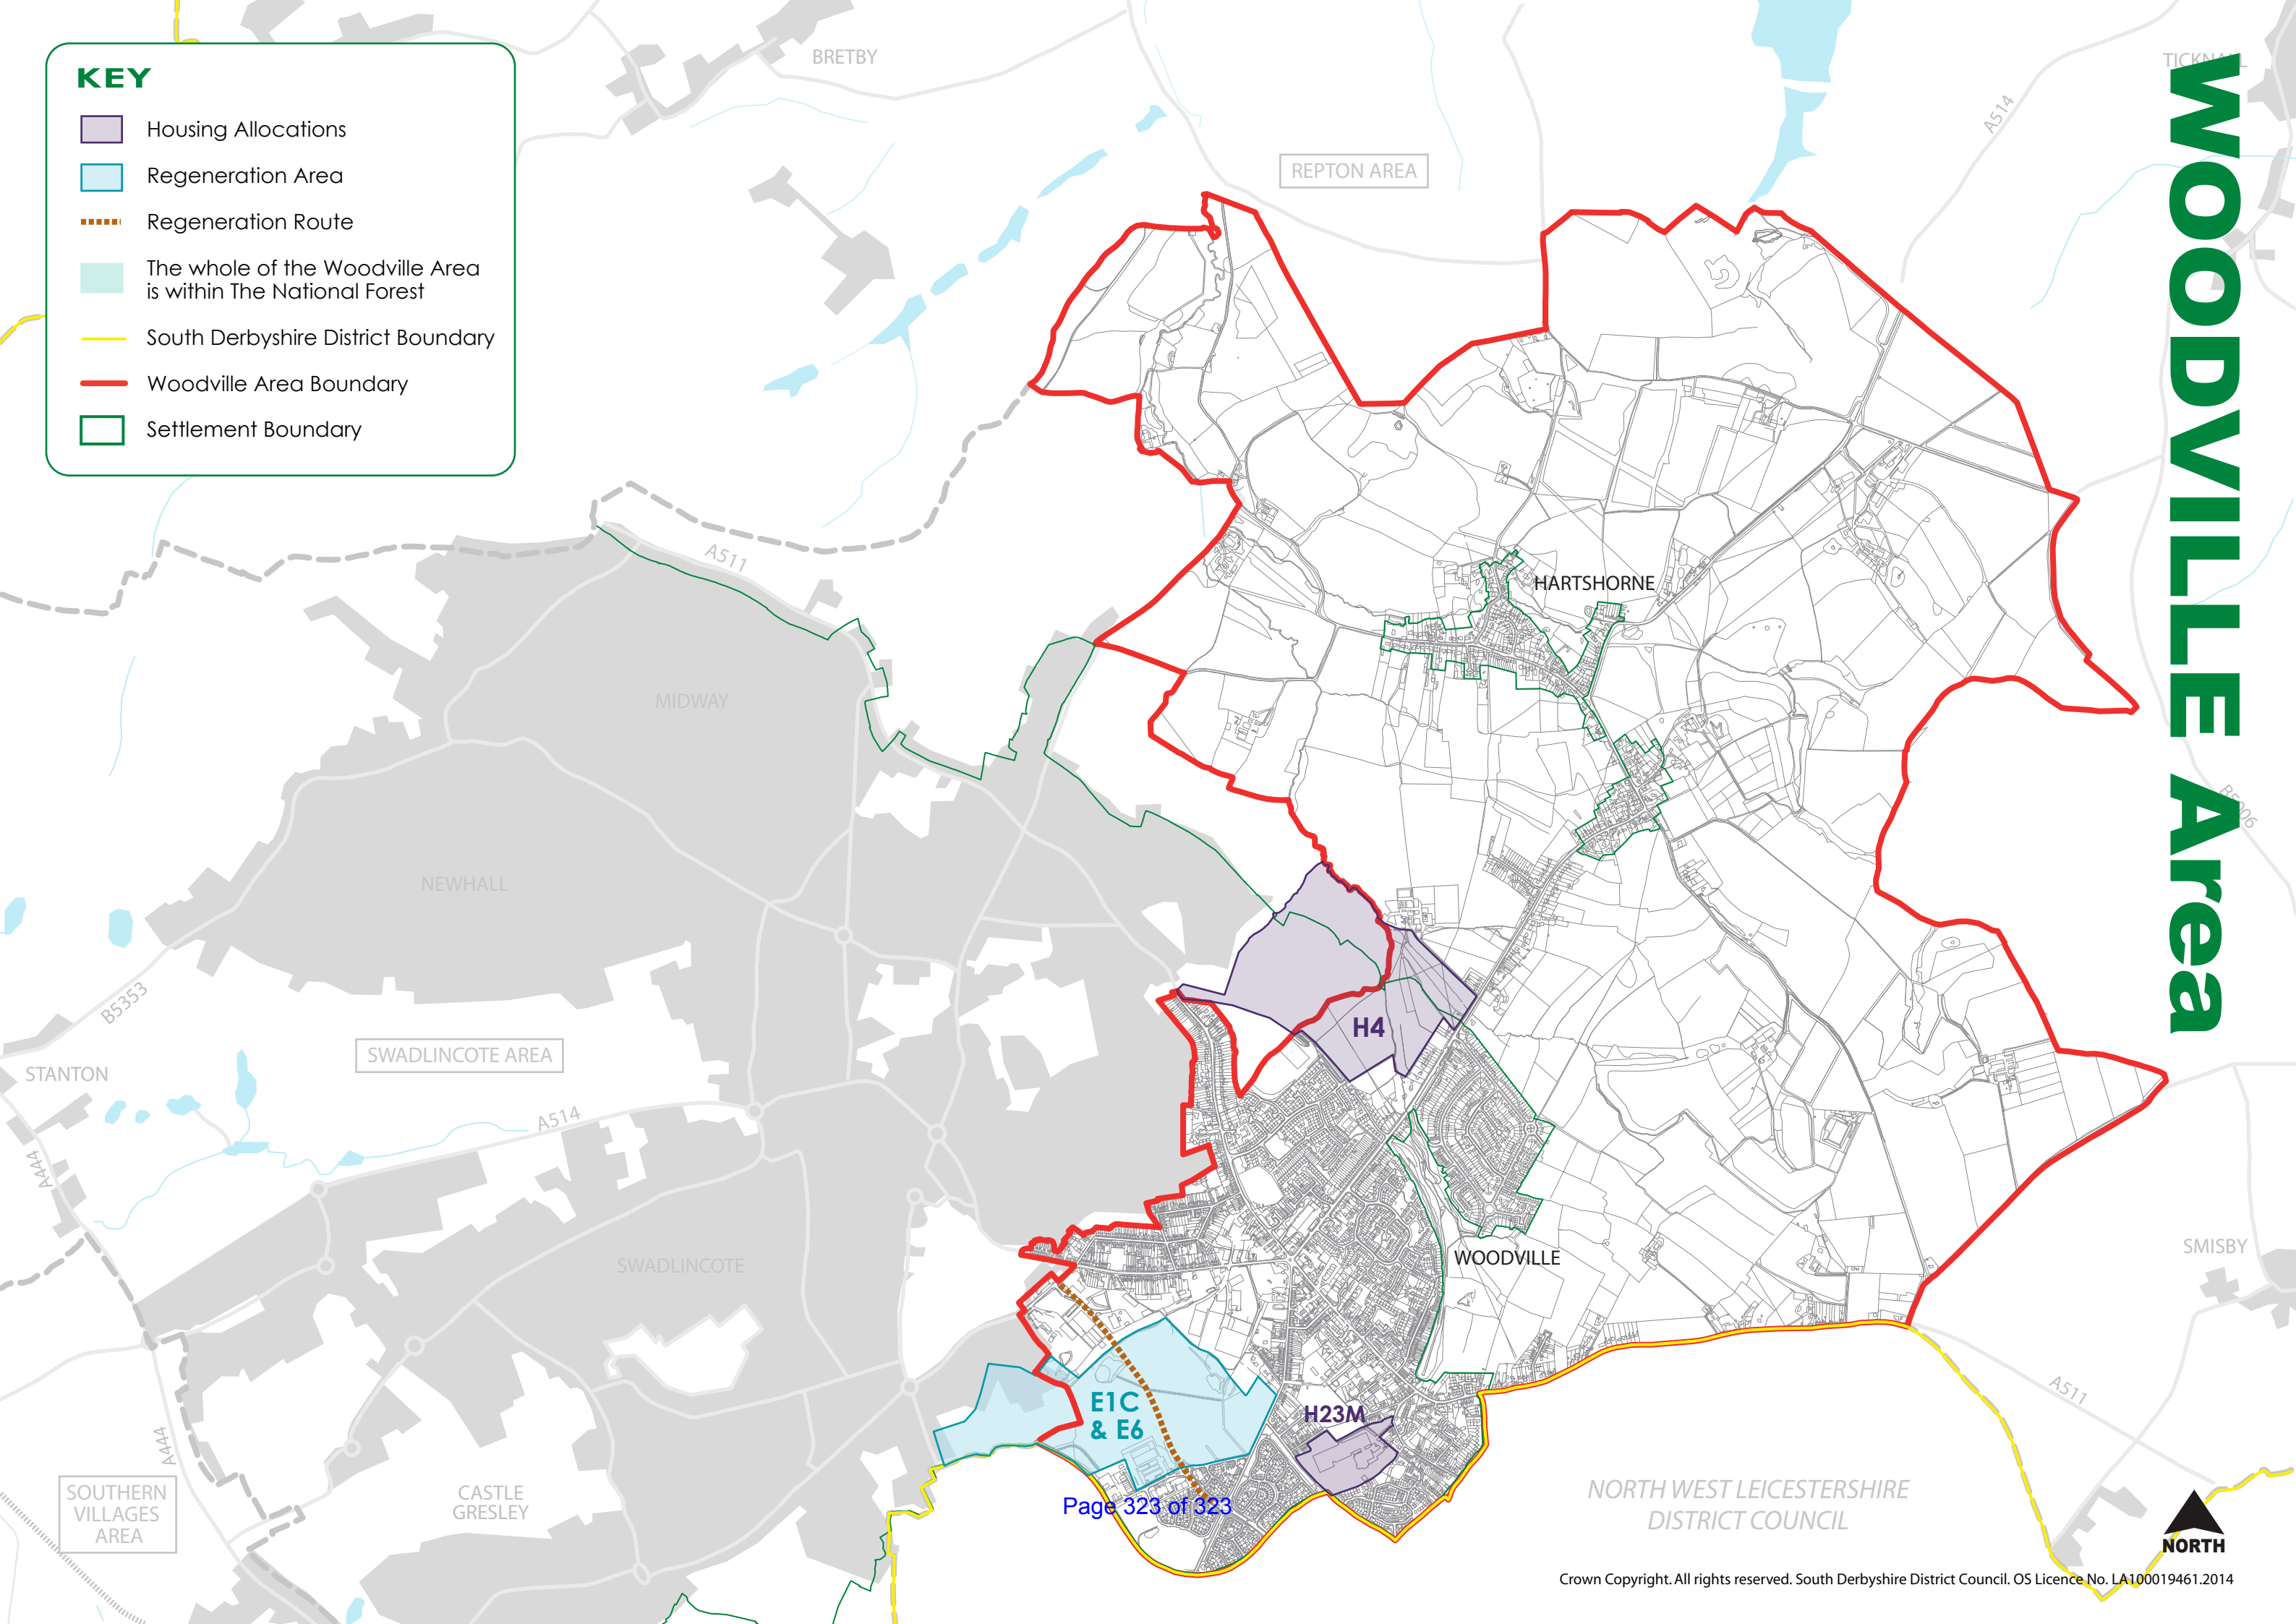 KEY
Housing Allocations
Regeneration Area
Regeneration Route
The whole of the Woodville Area
is within The National Forest
South Derbyshire District Boundary
Woodville Area Boundary
Settlement Boundary
WOODVILLE Area
BRETBY
TICKNALL
A514
REPTON AREA
A511
HARTSHORNE
MIDWAY
B5006
NEWHALL
B5353
H4
SWADLINCOTE AREA
STANTON
A514
A444
SWADLINCOTE
WOODVILLE
SMISBY
A511
E1C
& E6
H23M
A444
SOUTHERN
VILLAGES
AREA
CASTLE
GRESLEY
Page 323 of 323
NORTH WEST LEICESTERSHIRE
DISTRICT COUNCIL
NORTH
Crown Copyright. All rights reserved. South Derbyshire District Council. OS Licence No. LA100019461.2014